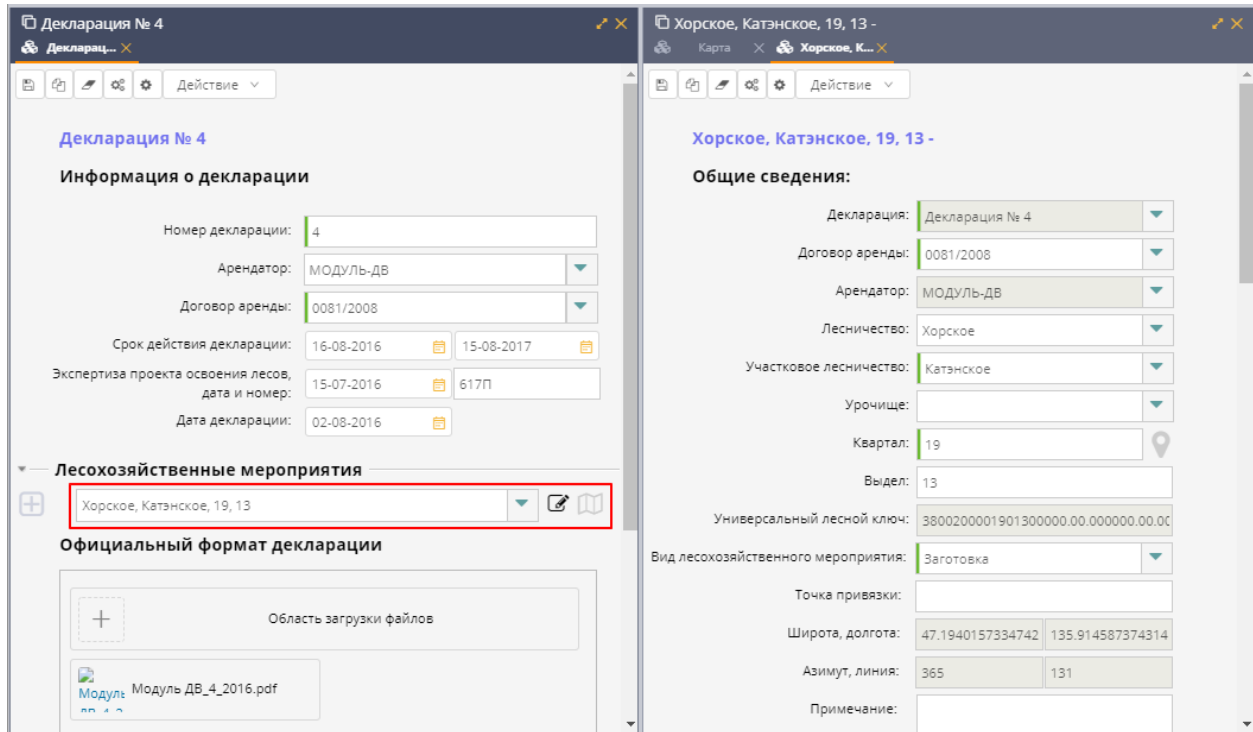 Декларация № 4
Декларац...
Действие
Декларация № 4
Информация о декларации
Номер декларации: 4
Арендатор: МОДУЛЬ-ДВ
Договор аренды: 0081/2008
Срок действия декларации: 16-08-2016 15-08-2017
Экспертиза проекта освоения лесов,
дата и номер: 15-07-2016 617П
Дата декларации: 02-08-2016
Лесохозяйственные мероприятия
Хорское, Катэнское, 19, 13
Официальный формат декларации
Область загрузки файлов
Модуль ДВ_4_2016.pdf
Хорское, Катэнское, 19, 13 -
Карта Хорское, К...
Действие
Хорское, Катэнское, 19, 13 -
Общие сведения:
Декларация: Декларация № 4
Договор аренды: 0081/2008
Арендатор: МОДУЛЬ-ДВ
Лесничество: Хорское
Участковое лесничество: Катэнское
Урочище:
Квартал: 19
Выдел: 13
Универсальный лесной ключ: 3800200001901300000.00.000000.00.0
Вид лесохозяйственного мероприятия: Заготовка
Точка привязки:
Широта, долгота: 47.1940157334742 135.914587374314
Азимут, линия: 365 131
Примечание: